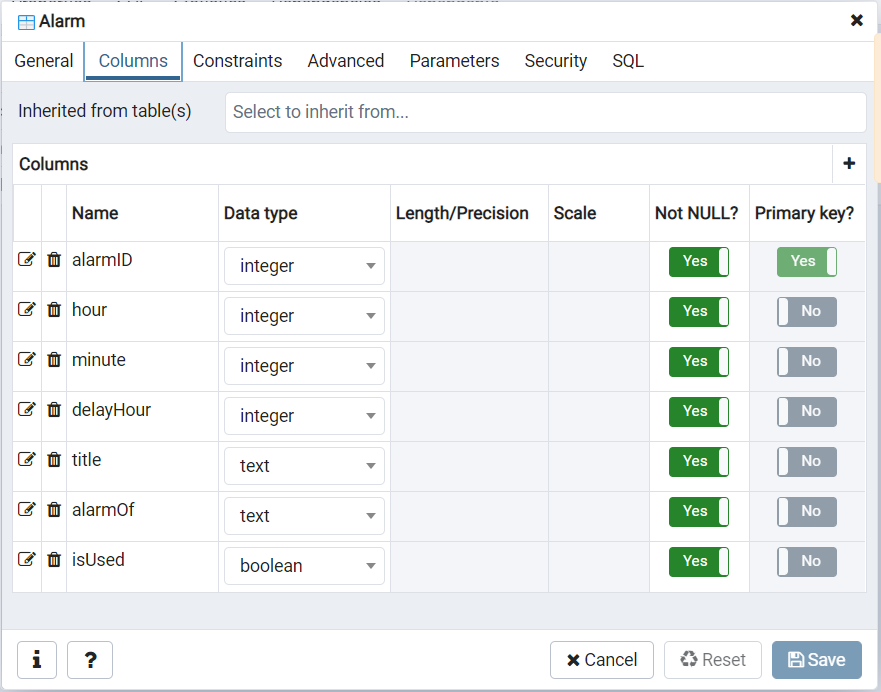 Alarm
General Columns Constraints Advanced Parameters Security SQL
Inherited from table(s) Select to inherit from...
Columns
Name Data type Length/Precision Scale Not NULL? Primary key?
alarmID integer Yes Yes
hour integer Yes No
minute integer Yes No
delayHour integer Yes No
title text Yes No
alarmOf text Yes No
isUsed boolean Yes No
i ? Cancel Reset Save